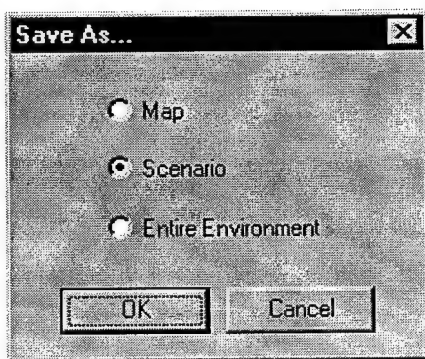 Save As...
Map
Scenario
Entire Environment
OK
Cancel